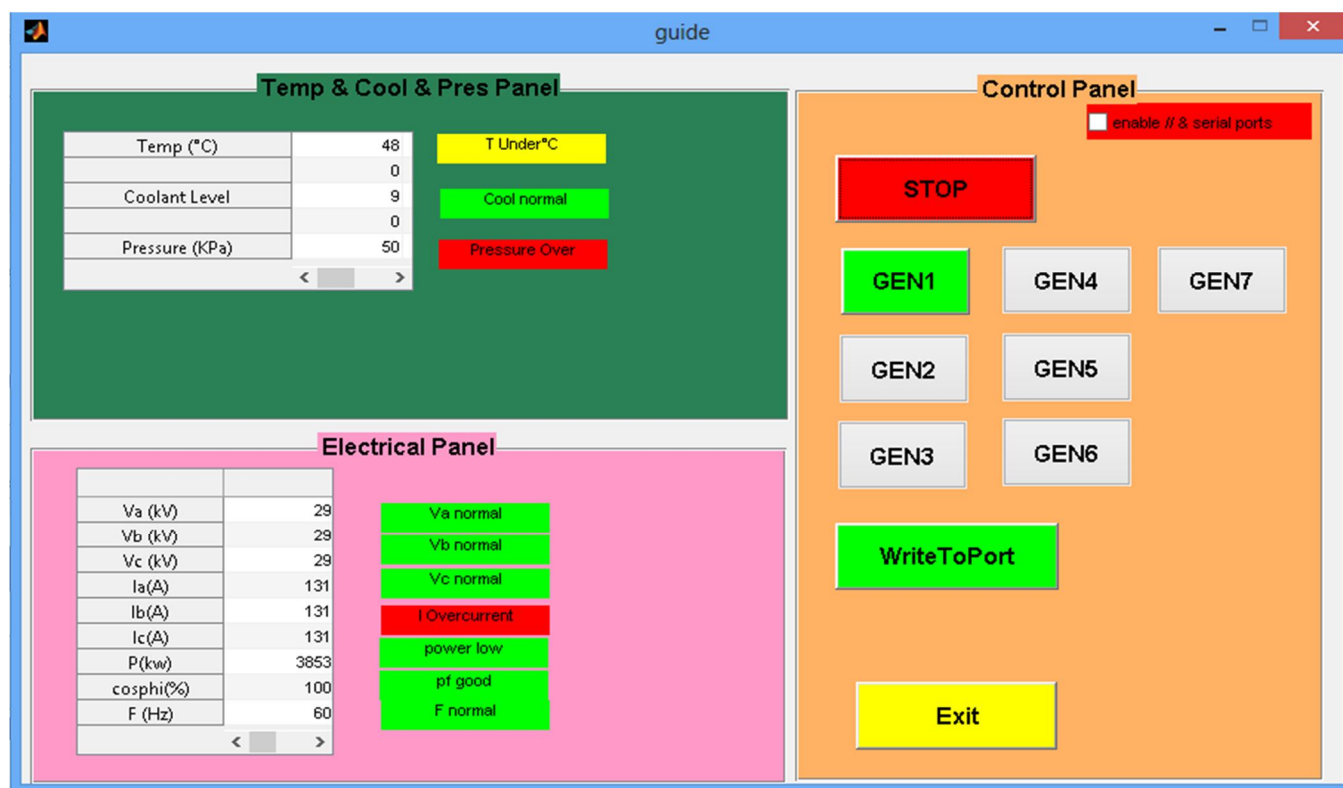 guide
Temp & Cool & Pres Panel
Temp (°C) 48 T Under°C
0
Coolant Level 9 Cool normal
0
Pressure (KPa) 50 Pressure Over
Electrical Panel
Va (kV) 29 Va normal
Vb (kV) 29 Vb normal
Vc (kV) 29 Vc normal
Ia(A) 131
Ib(A) 131 I Overcurrent
Ic(A) 131
P(kw) 3853 power low
cosphi(%) 100 pf good
F (Hz) 60 F normal
Control Panel
enable // & serial ports
STOP
GEN1 GEN4 GEN7
GEN2 GEN5
GEN3 GEN6
WriteToPort
Exit